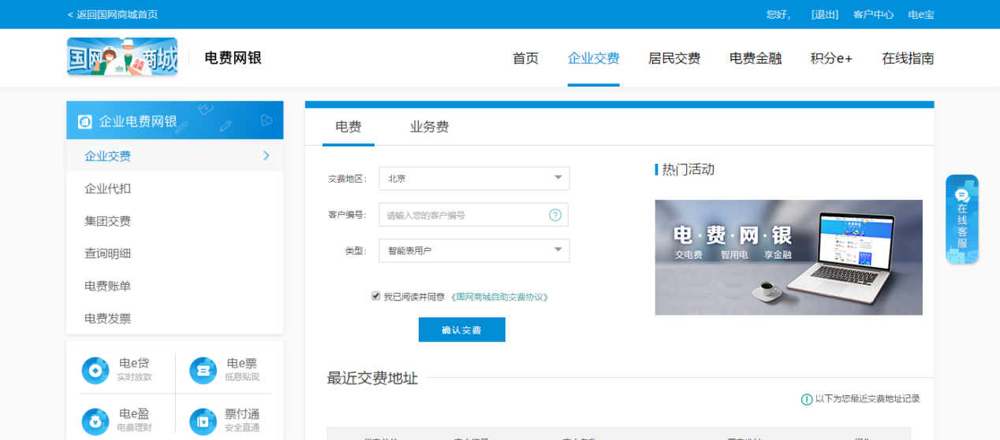 < 返回国网商城首页
您好, [退出] 客户中心 电e宝
国网商城
电费网银
首页 企业交费 居民交费 电费金融 积分e+ 在线指南
企业电费网银
企业交费
企业代扣
集团交费
查询明细
电费账单
电费发票
电e贷
实时放款
电e票
低息贴现
电e盈
电费理财
票付通
安全直通
电费 业务费
交费地区: 北京
客户编号: 请输入您的客户编号 ?
类型: 智能表用户
我已阅读并同意 《国网商城自助交费协议》
确认交费
热门活动
电·费·网·银
交电费 智用电 享金融
在线客服
最近交费地址
以下为您最近交费地址记录